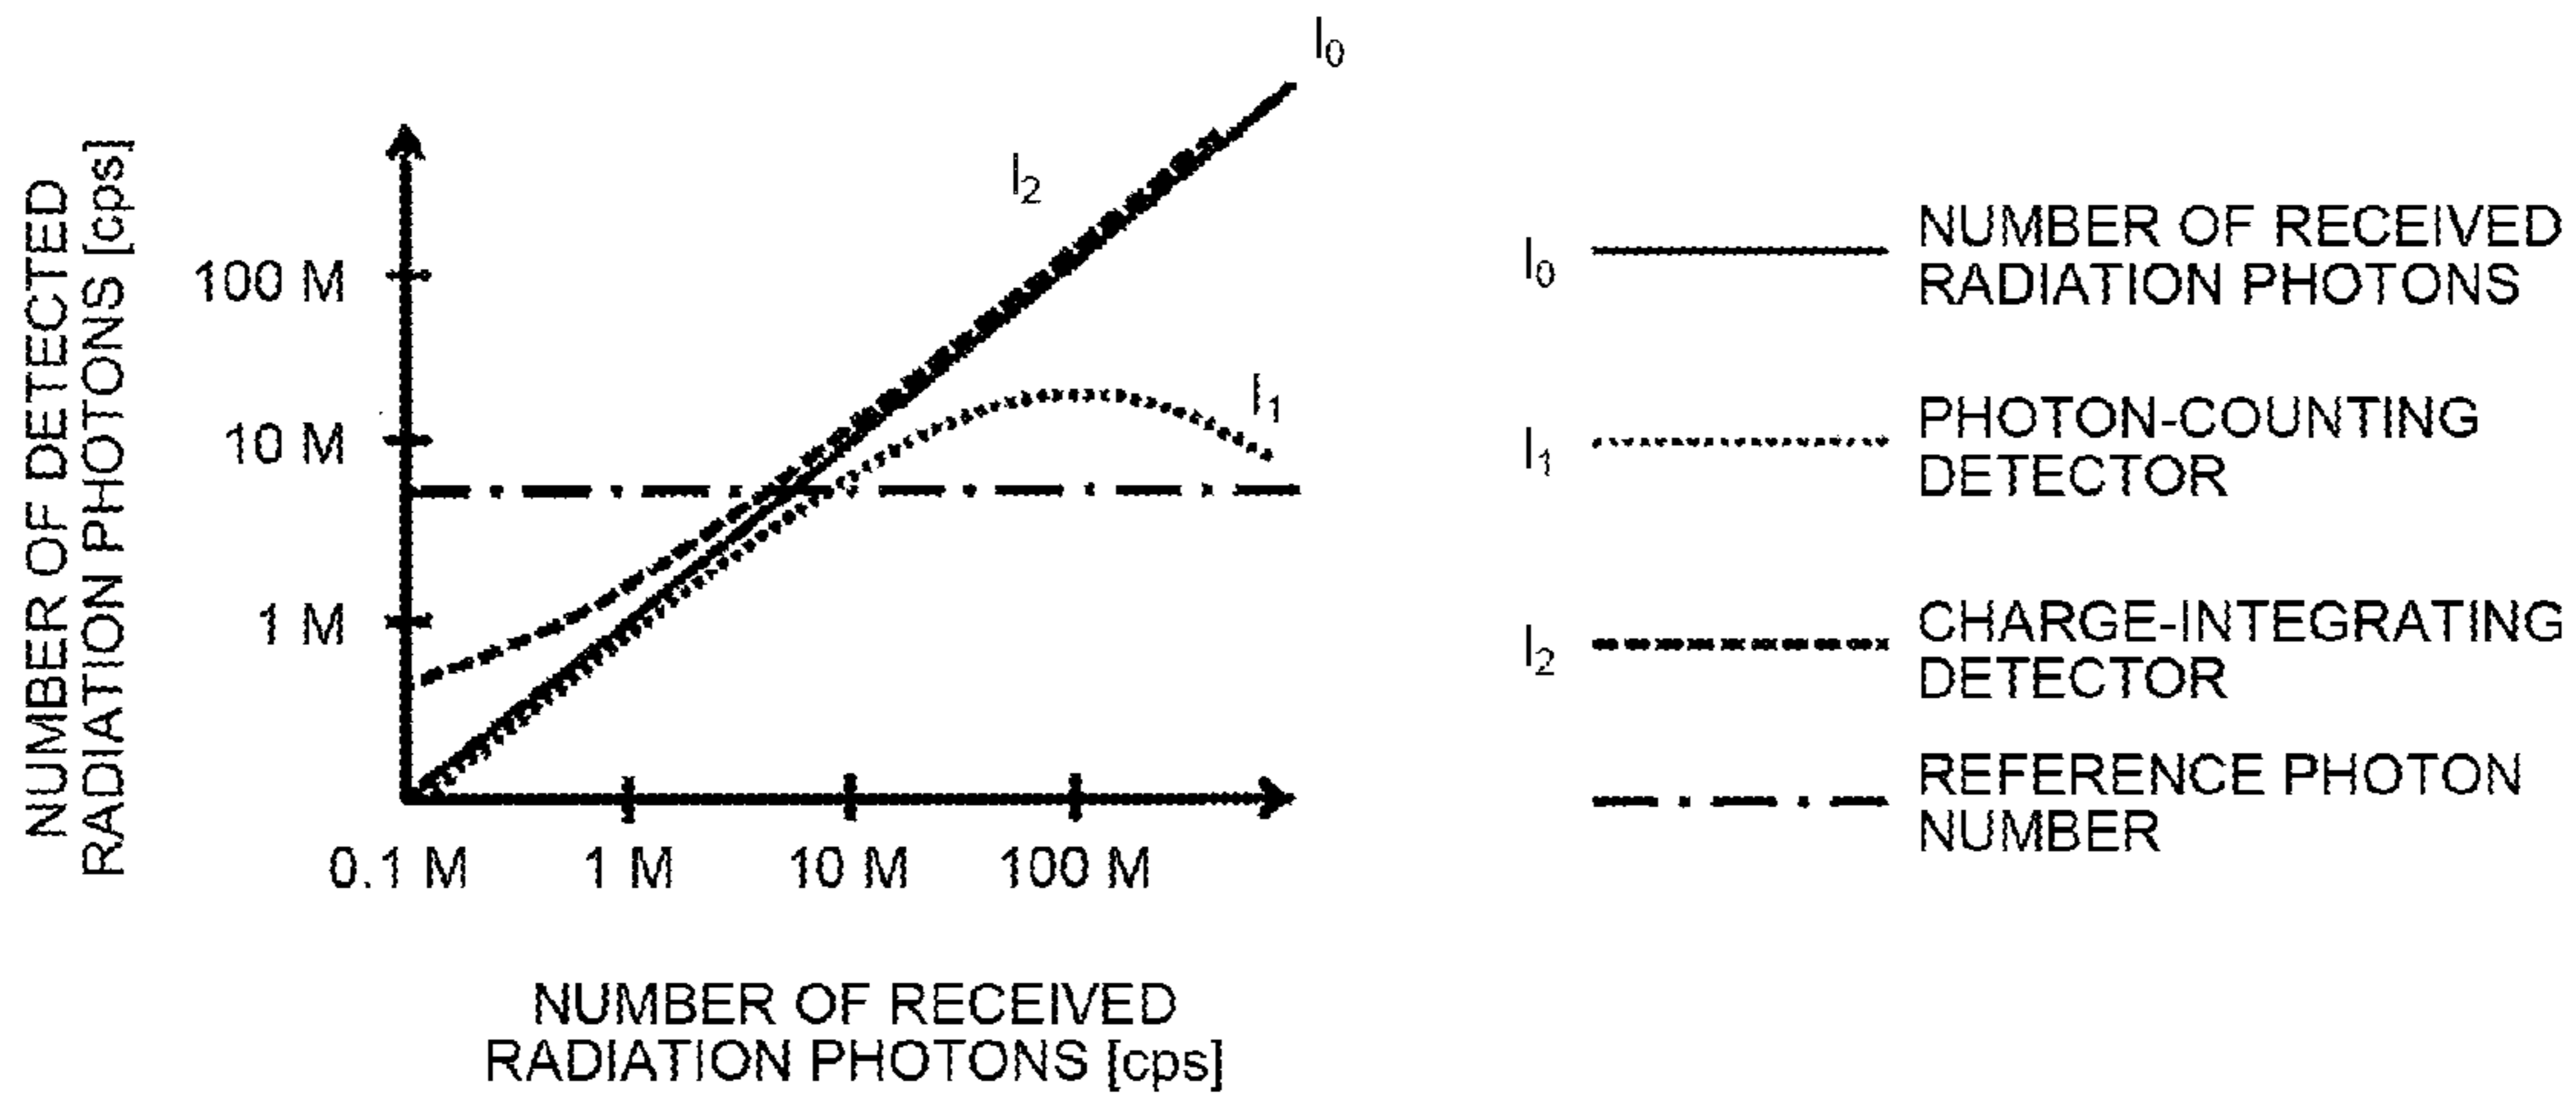 NUMBER OF DETECTED
RADIATION PHOTONS [cps]
100 M
10 M
1 M
0.1 M
1 M
10 M
100 M
NUMBER OF RECEIVED
RADIATION PHOTONS [cps]
I0
I2
I1
I0
NUMBER OF RECEIVED
RADIATION PHOTONS
I1
PHOTON-COUNTING
DETECTOR
I2
CHARGE-INTEGRATING
DETECTOR
REFERENCE PHOTON
NUMBER